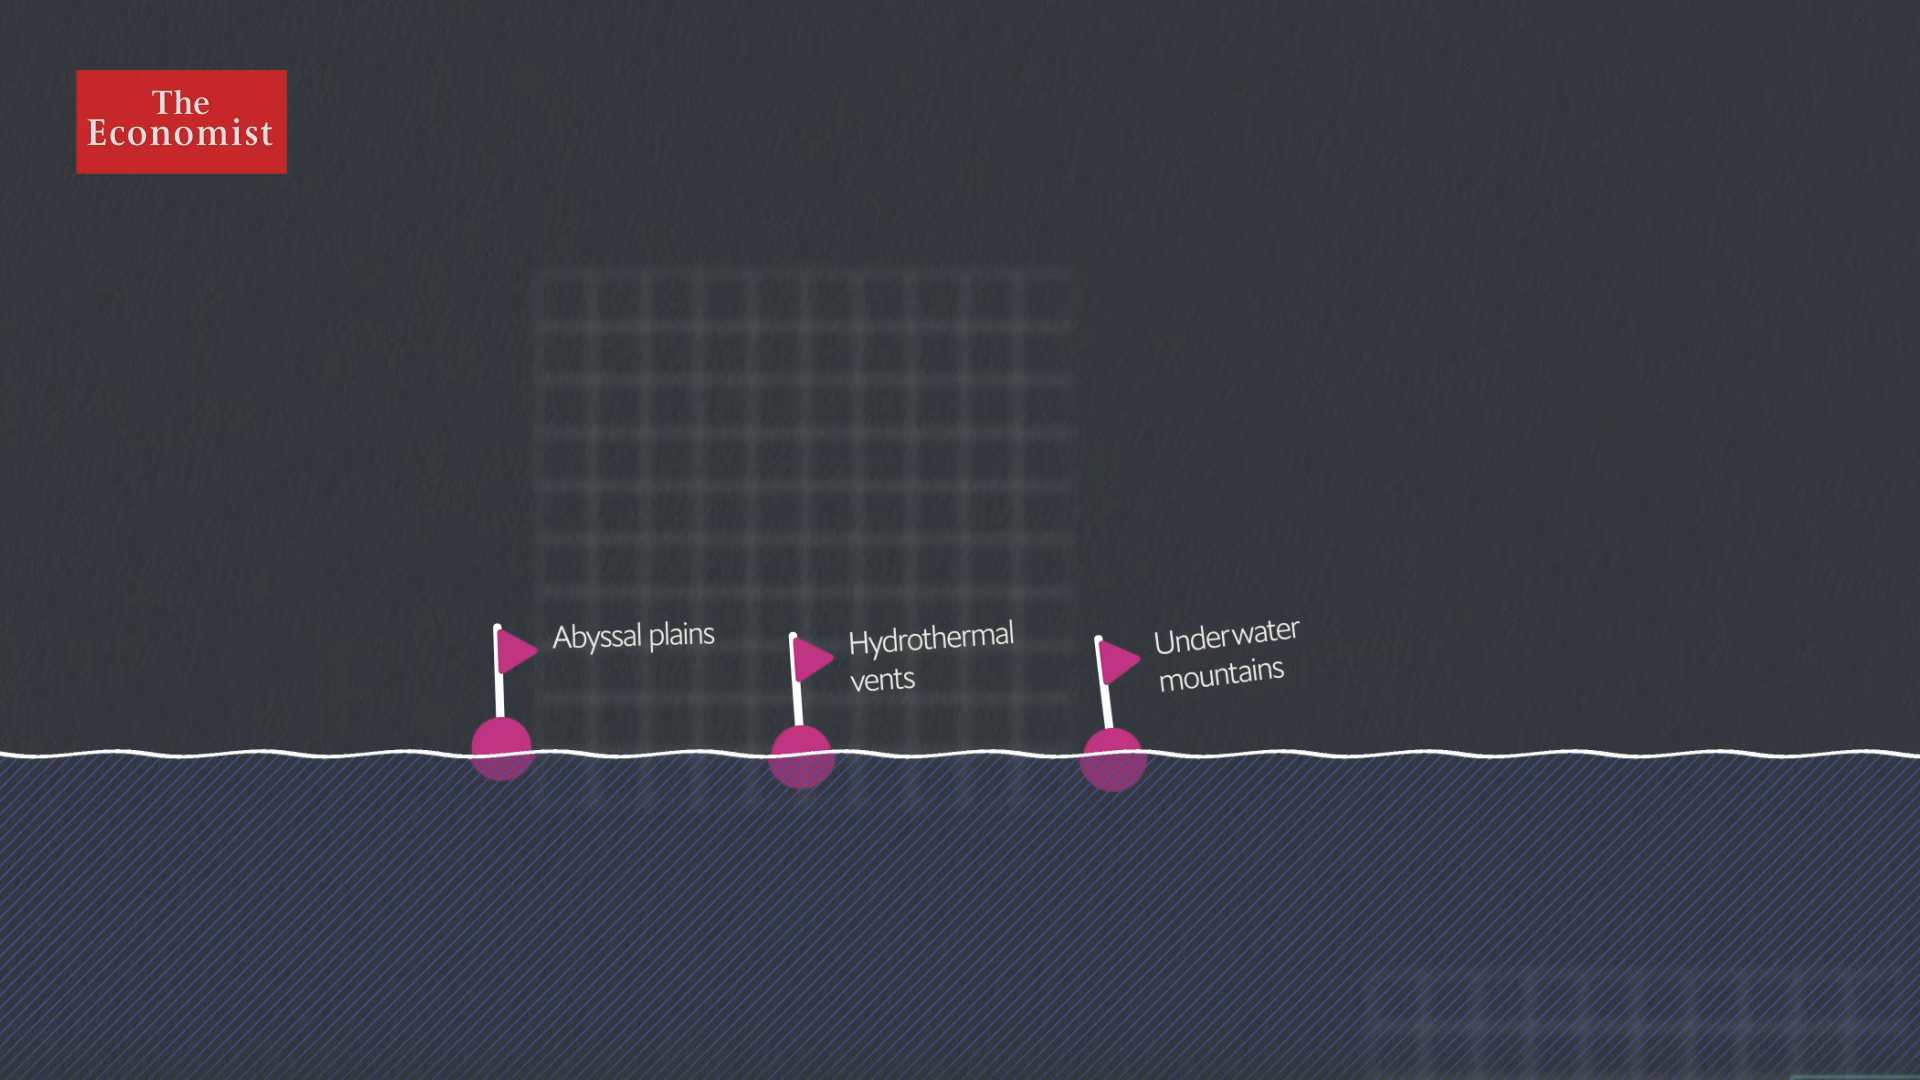 The
Economist
Abyssal plains
Hydrothermal
vents
Underwater
mountains